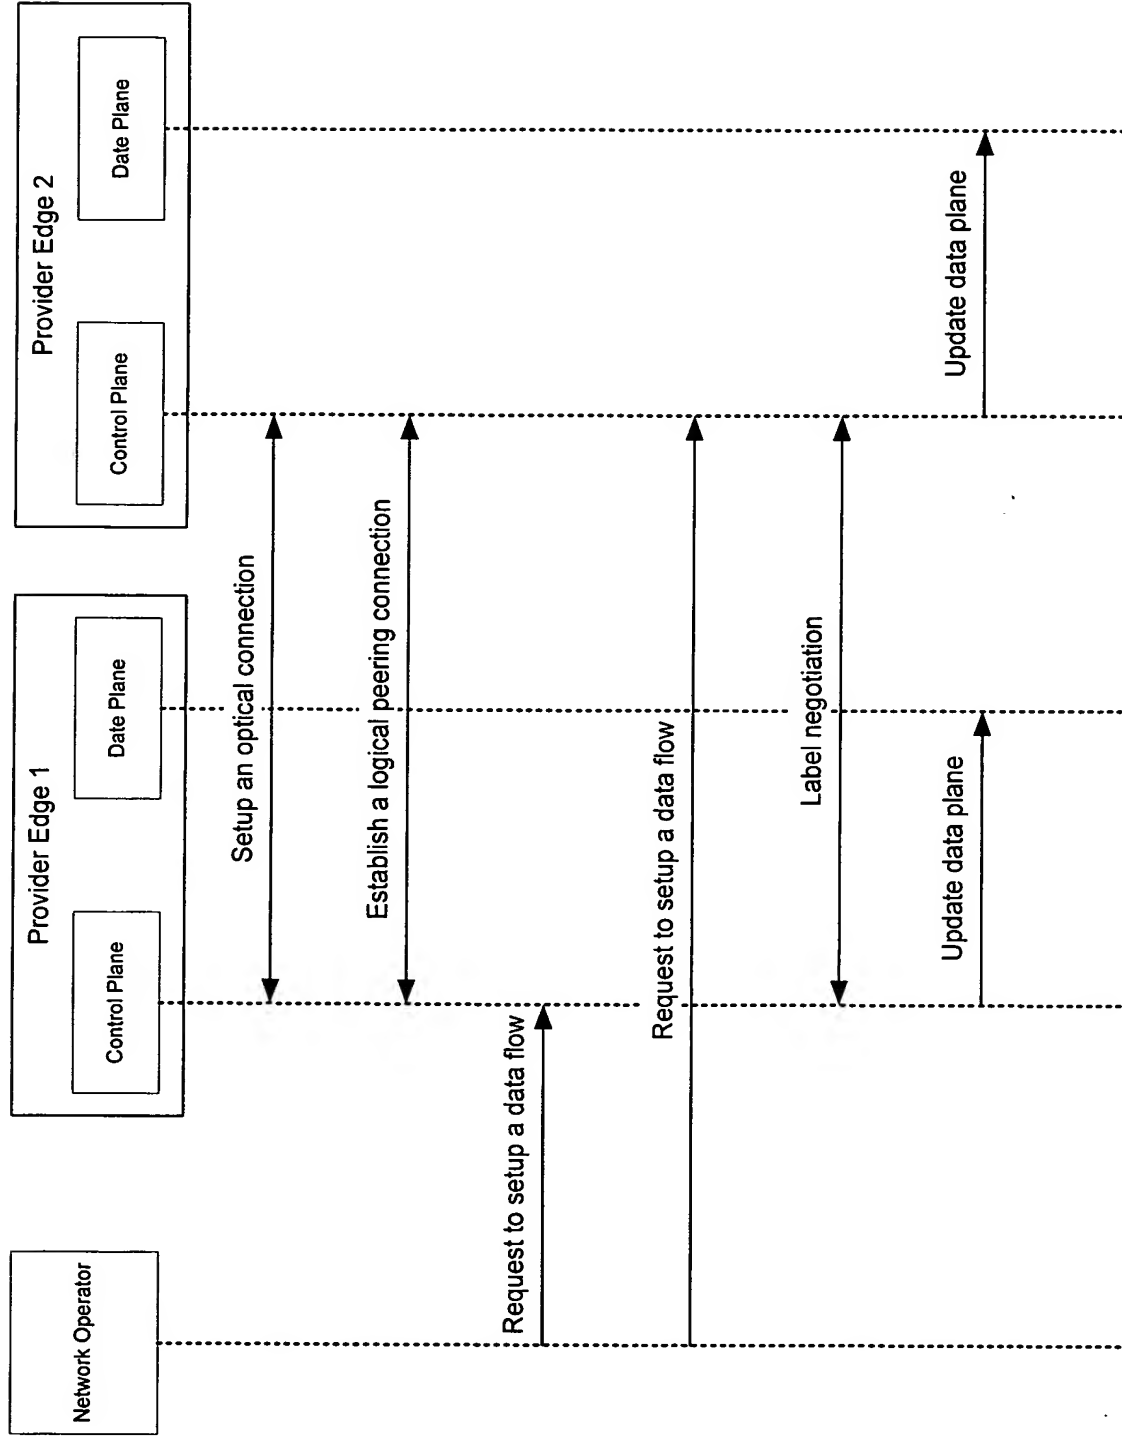 Provider Edge 1
Provider Edge 2
Network Operator
Control Plane
Date Plane
Control Plane
Date Plane
Setup an optical connection
Establish a logical peering connection
Request to setup a data flow
Request to setup a data flow
Label negotiation
Update data plane
Update data plane